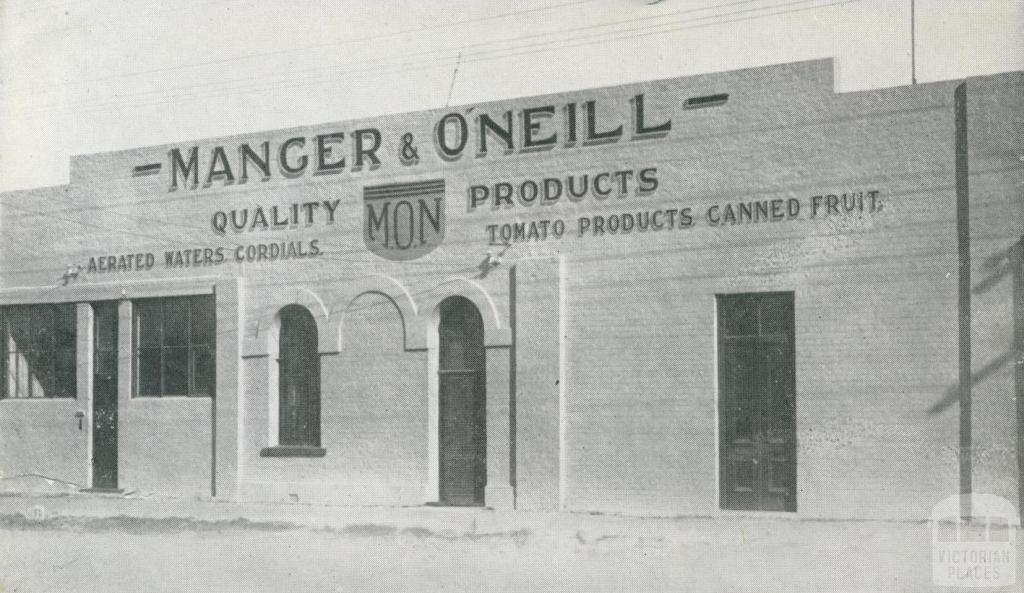 - MANGER & O'NEILL -
QUALITY M.O.N PRODUCTS
AERATED WATERS CORDIALS. TOMATO PRODUCTS CANNED FRUIT.
VICTORIAN
PLACES